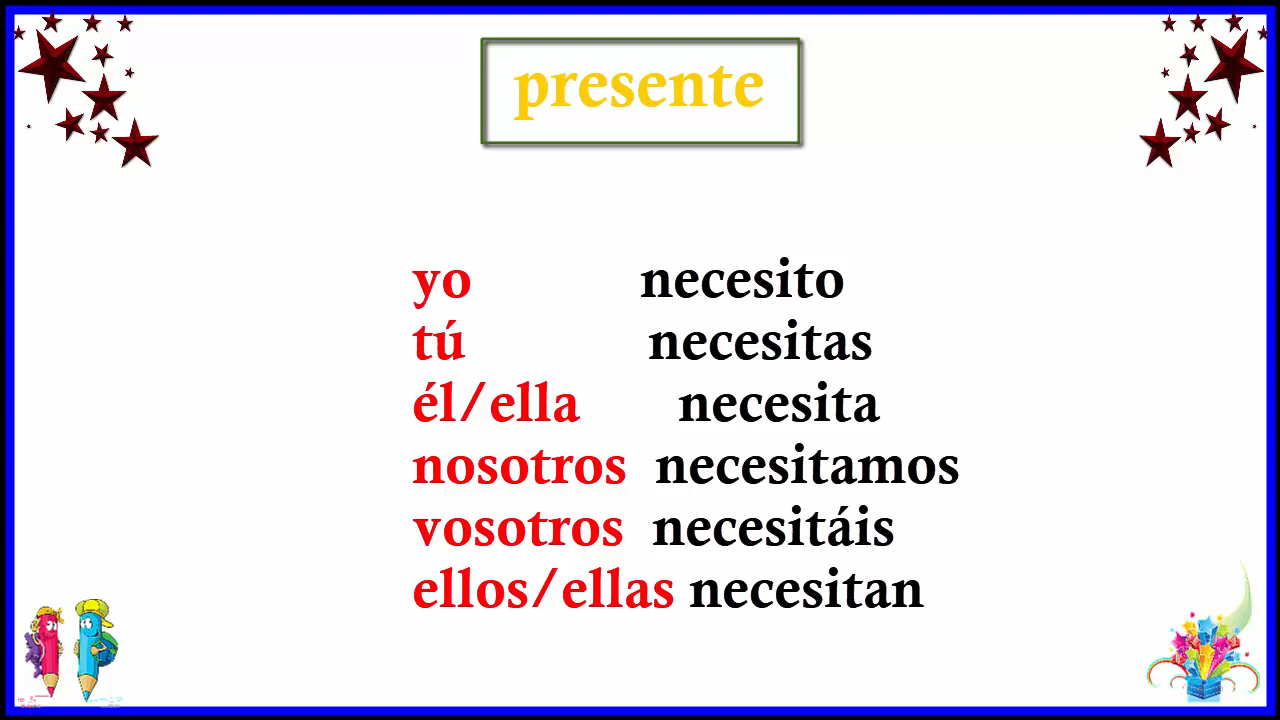 presente
yo necesito
tú necesitas
él/ella necesita
nosotros necesitamos
vosotros necesitáis
ellos/ellas necesitan